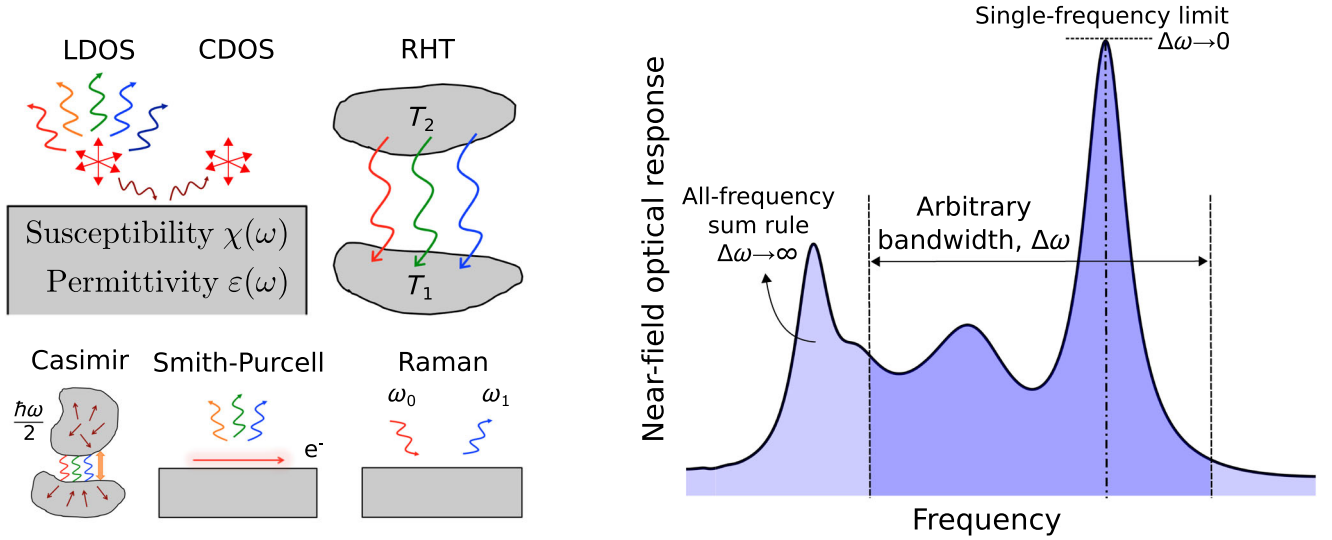 LDOS
CDOS
RHT
T₂
T₁
Susceptibility χ(ω)
Permittivity ε(ω)
Casimir
Smith-Purcell
Raman
ħω
2
e⁻
ω₀
ω₁
Near-field optical response
Single-frequency limit
Δω→0
All-frequency
sum rule
Δω→∞
Arbitrary
bandwidth, Δω
Frequency